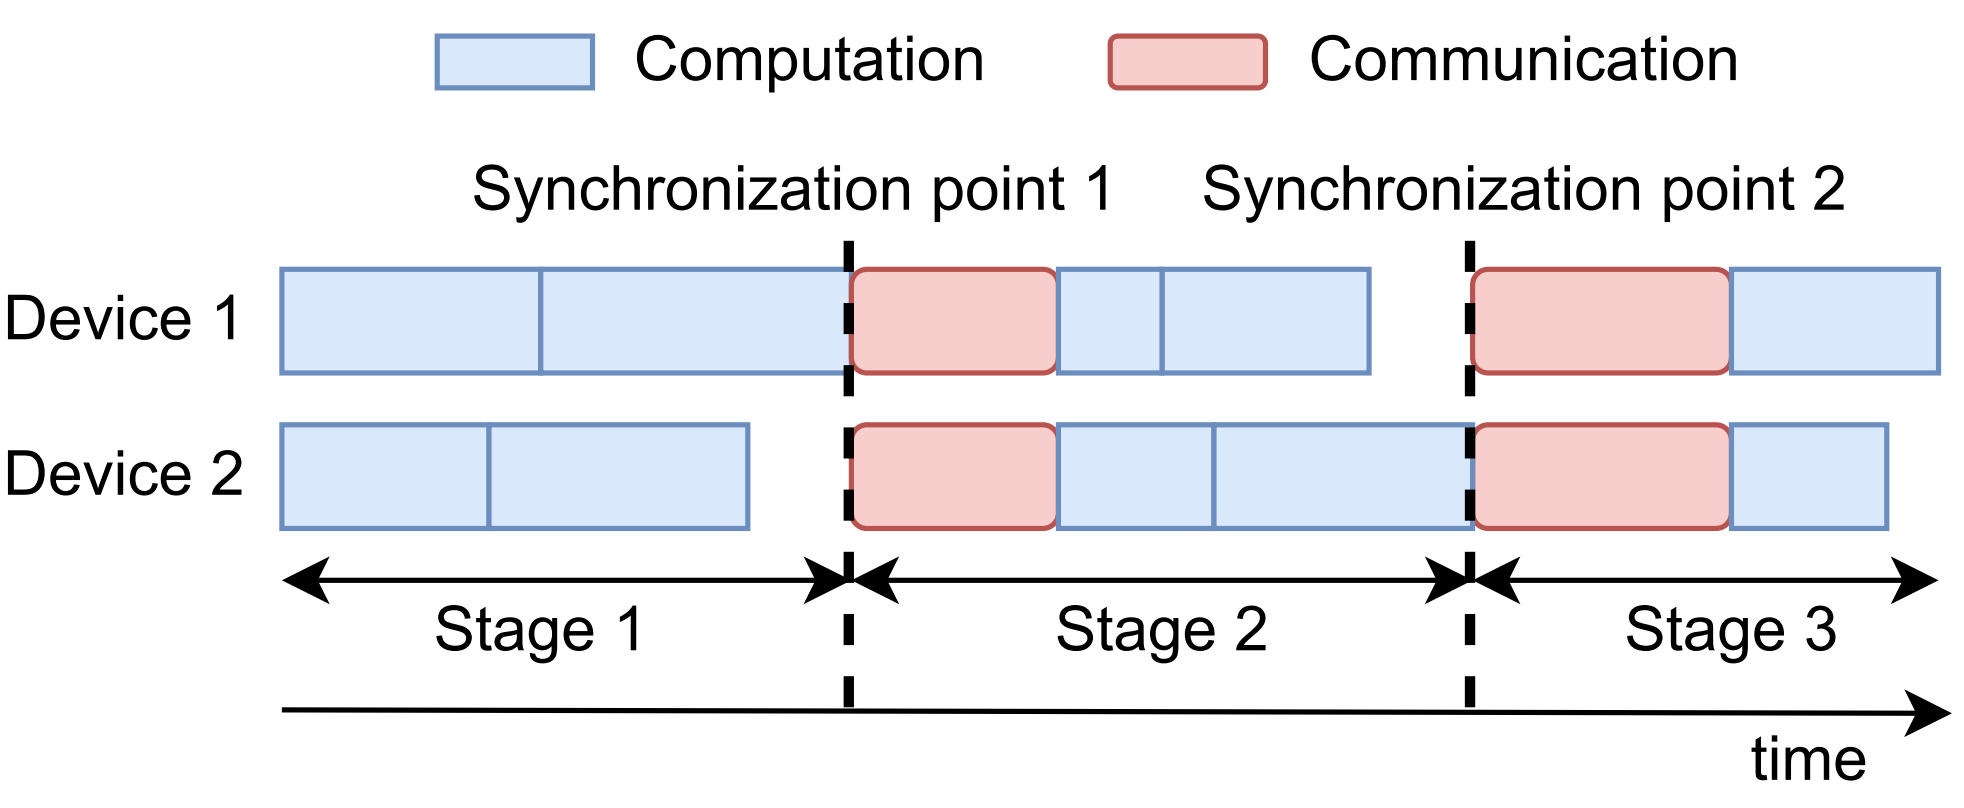 Computation
Communication
Synchronization point 1
Synchronization point 2
Device 1
Device 2
Stage 1
Stage 2
Stage 3
time